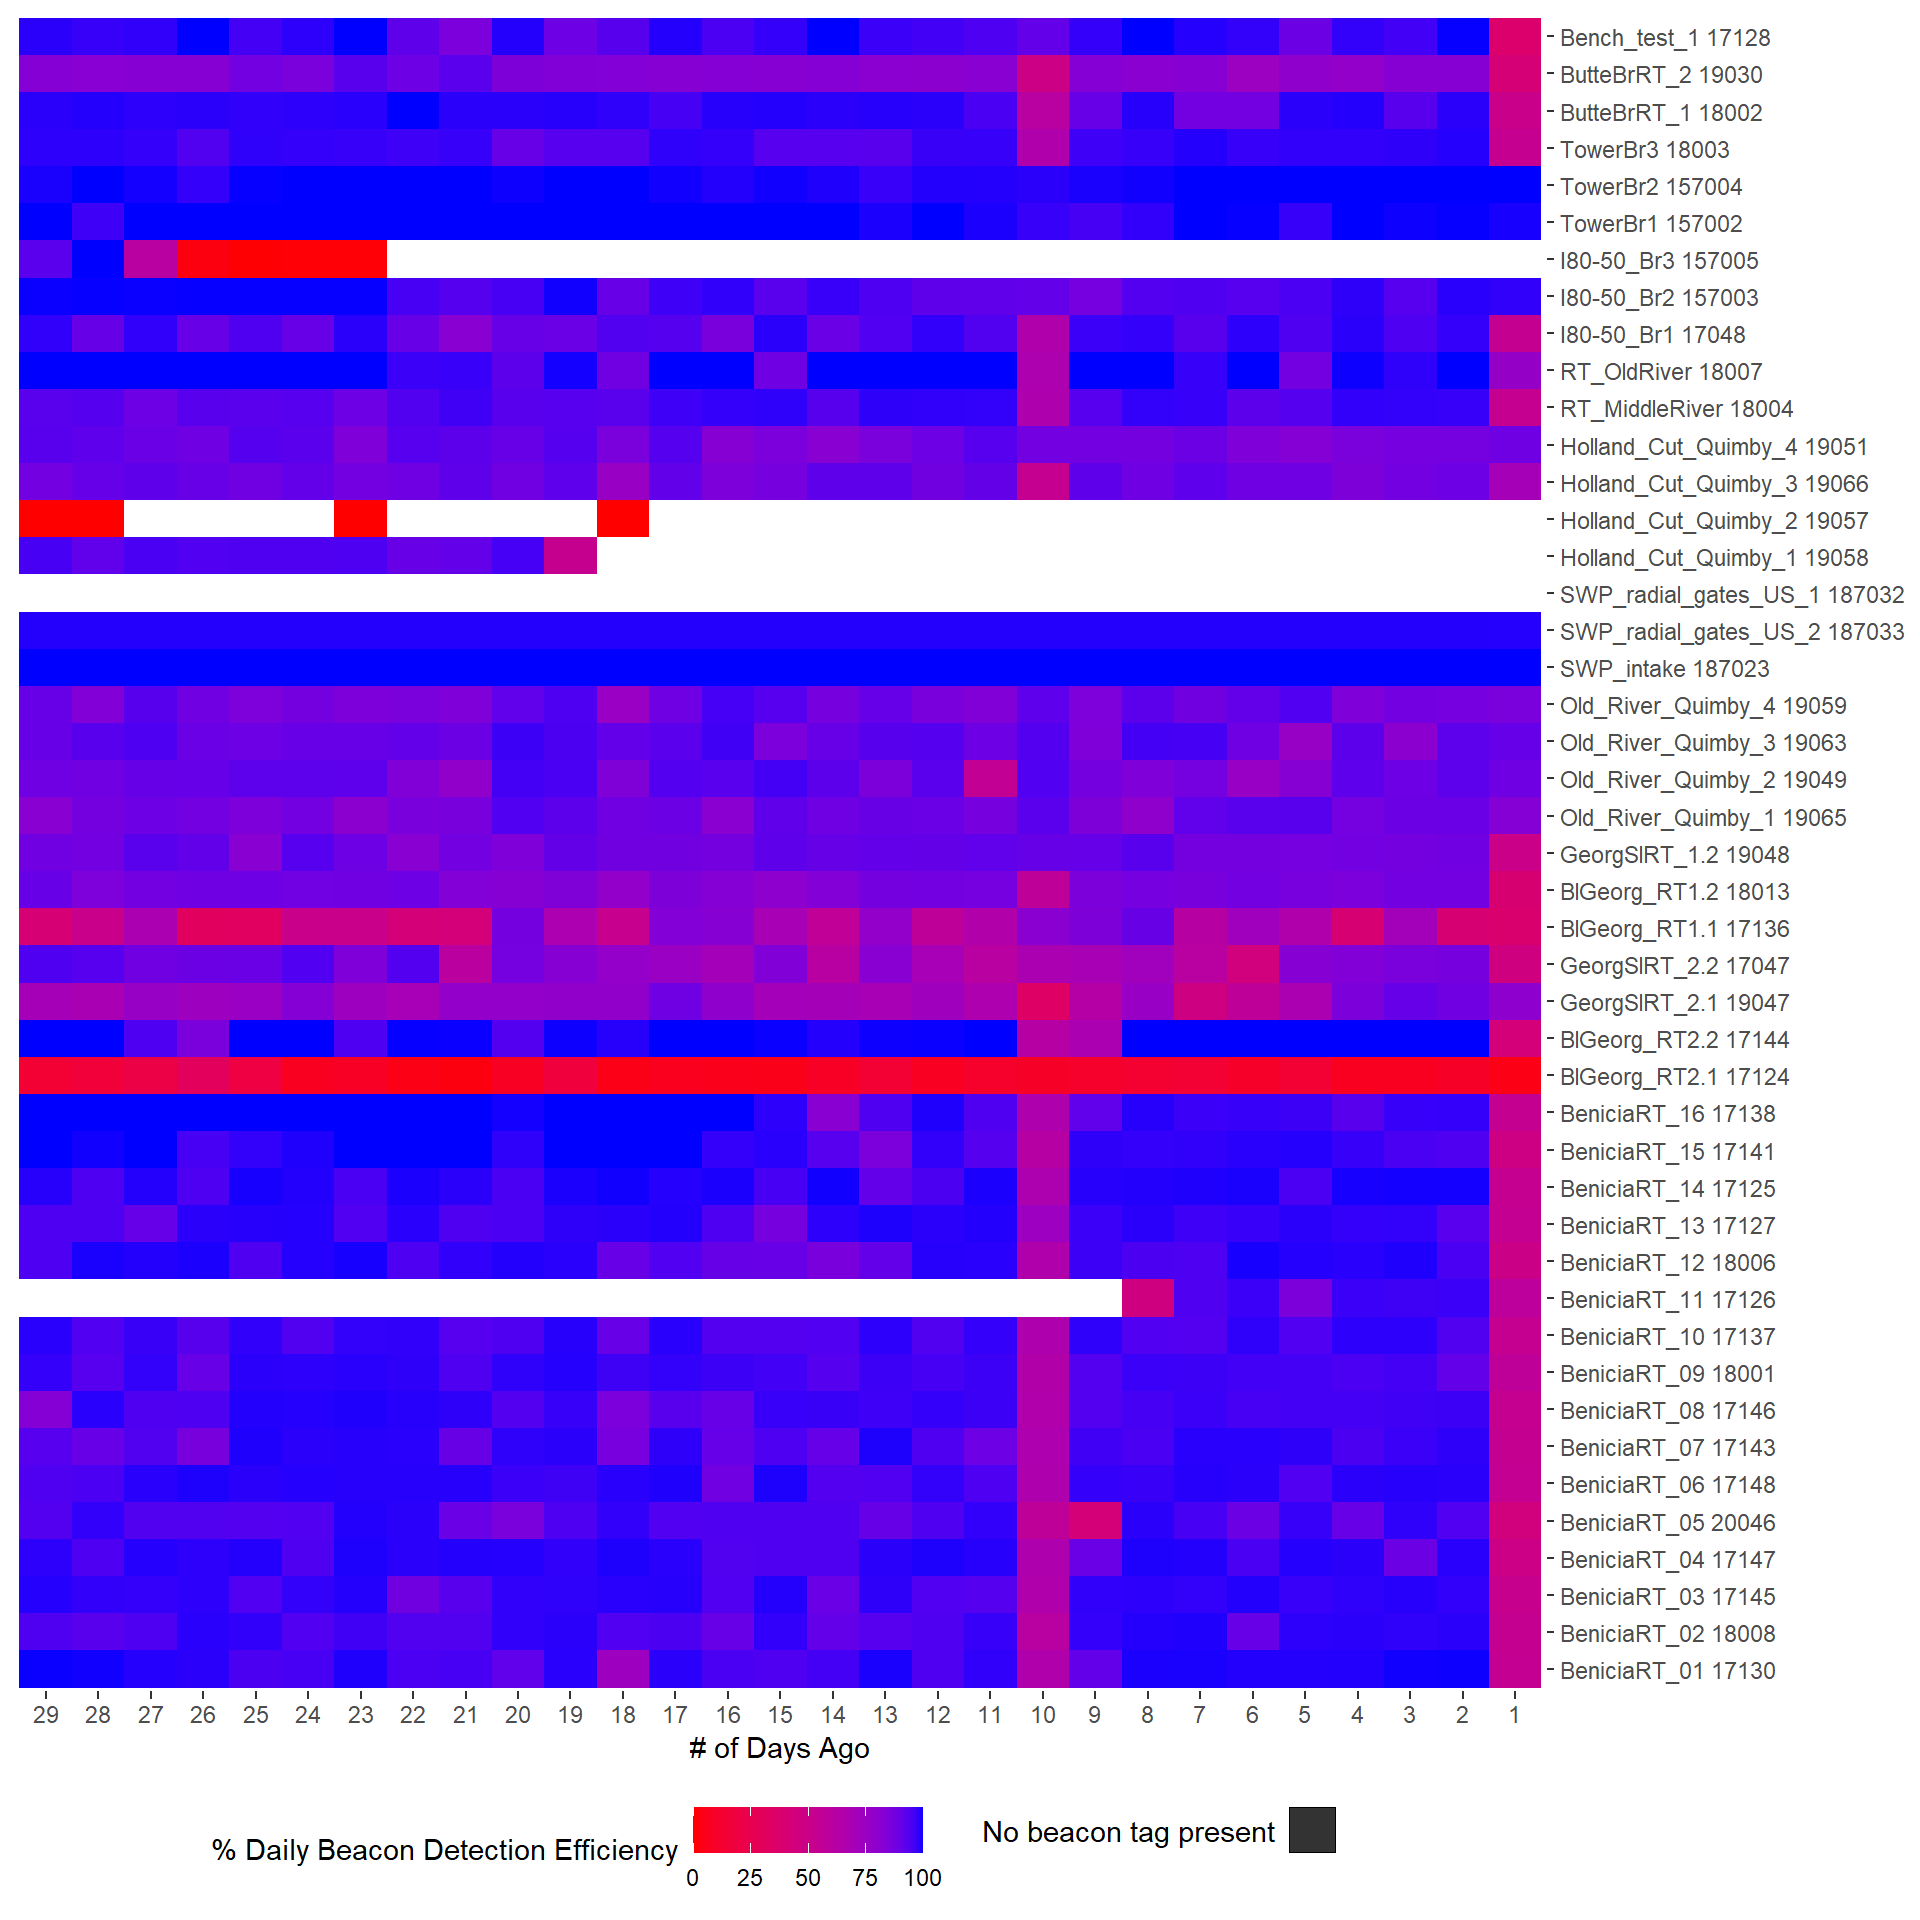 Bench_test_1 17128
ButteBrRT_2 19030
ButteBrRT_1 18002
TowerBr3 18003
TowerBr2 157004
TowerBr1 157002
I80-50_Br3 157005
I80-50_Br2 157003
I80-50_Br1 17048
RT_OldRiver 18007
RT_MiddleRiver 18004
Holland_Cut_Quimby_4 19051
Holland_Cut_Quimby_3 19066
Holland_Cut_Quimby_2 19057
Holland_Cut_Quimby_1 19058
SWP_radial_gates_US_1 187032
SWP_radial_gates_US_2 187033
SWP_intake 187023
Old_River_Quimby_4 19059
Old_River_Quimby_3 19063
Old_River_Quimby_2 19049
Old_River_Quimby_1 19065
GeorgSlRT_1.2 19048
BlGeorg_RT1.2 18013
BlGeorg_RT1.1 17136
GeorgSlRT_2.2 17047
GeorgSlRT_2.1 19047
BlGeorg_RT2.2 17144
BlGeorg_RT2.1 17124
BeniciaRT_16 17138
BeniciaRT_15 17141
BeniciaRT_14 17125
BeniciaRT_13 17127
BeniciaRT_12 18006
BeniciaRT_11 17126
BeniciaRT_10 17137
BeniciaRT_09 18001
BeniciaRT_08 17146
BeniciaRT_07 17143
BeniciaRT_06 17148
BeniciaRT_05 20046
BeniciaRT_04 17147
BeniciaRT_03 17145
BeniciaRT_02 18008
BeniciaRT_01 17130
29 28 27 26 25 24 23 22 21 20 19 18 17 16 15 14 13 12 11 10 9 8 7 6 5 4 3 2 1
# of Days Ago
% Daily Beacon Detection Efficiency
0 25 50 75 100
No beacon tag present